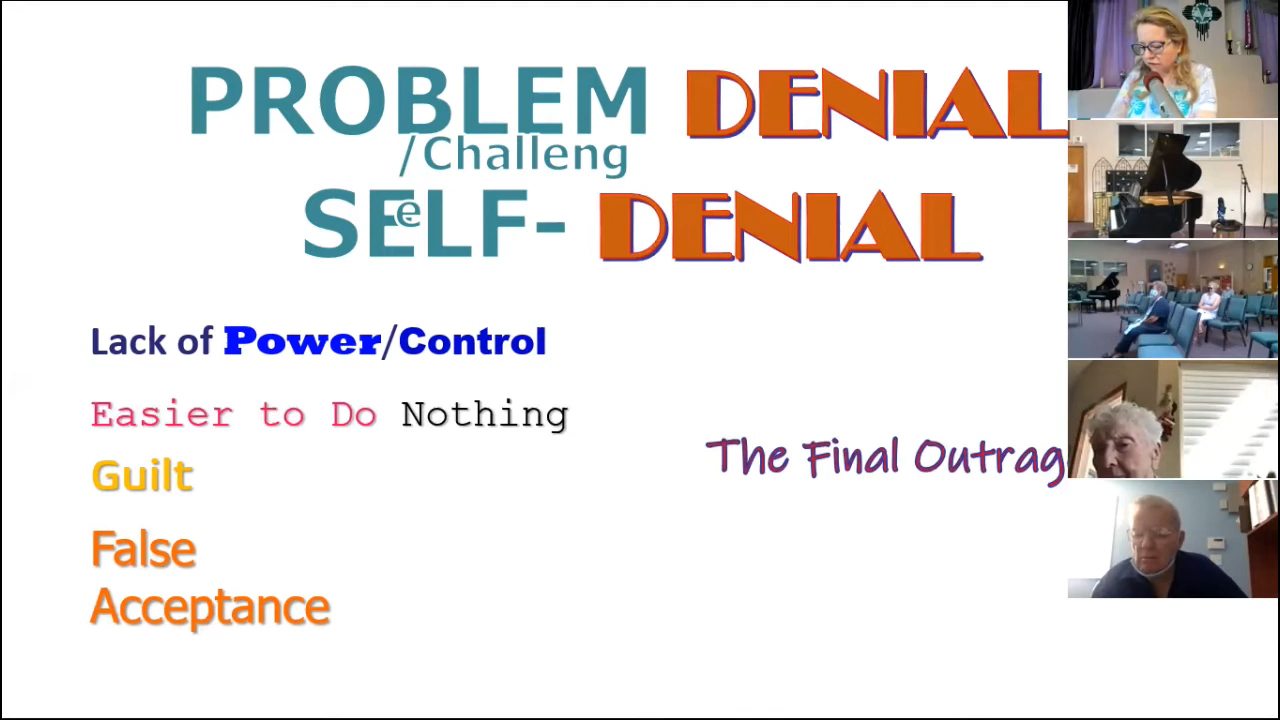 PROBLEM DENIAL
/Challeng
e
SELF- DENIAL
Lack of Power/Control
Easier to Do Nothing
Guilt
The Final Outrag
False
Acceptance